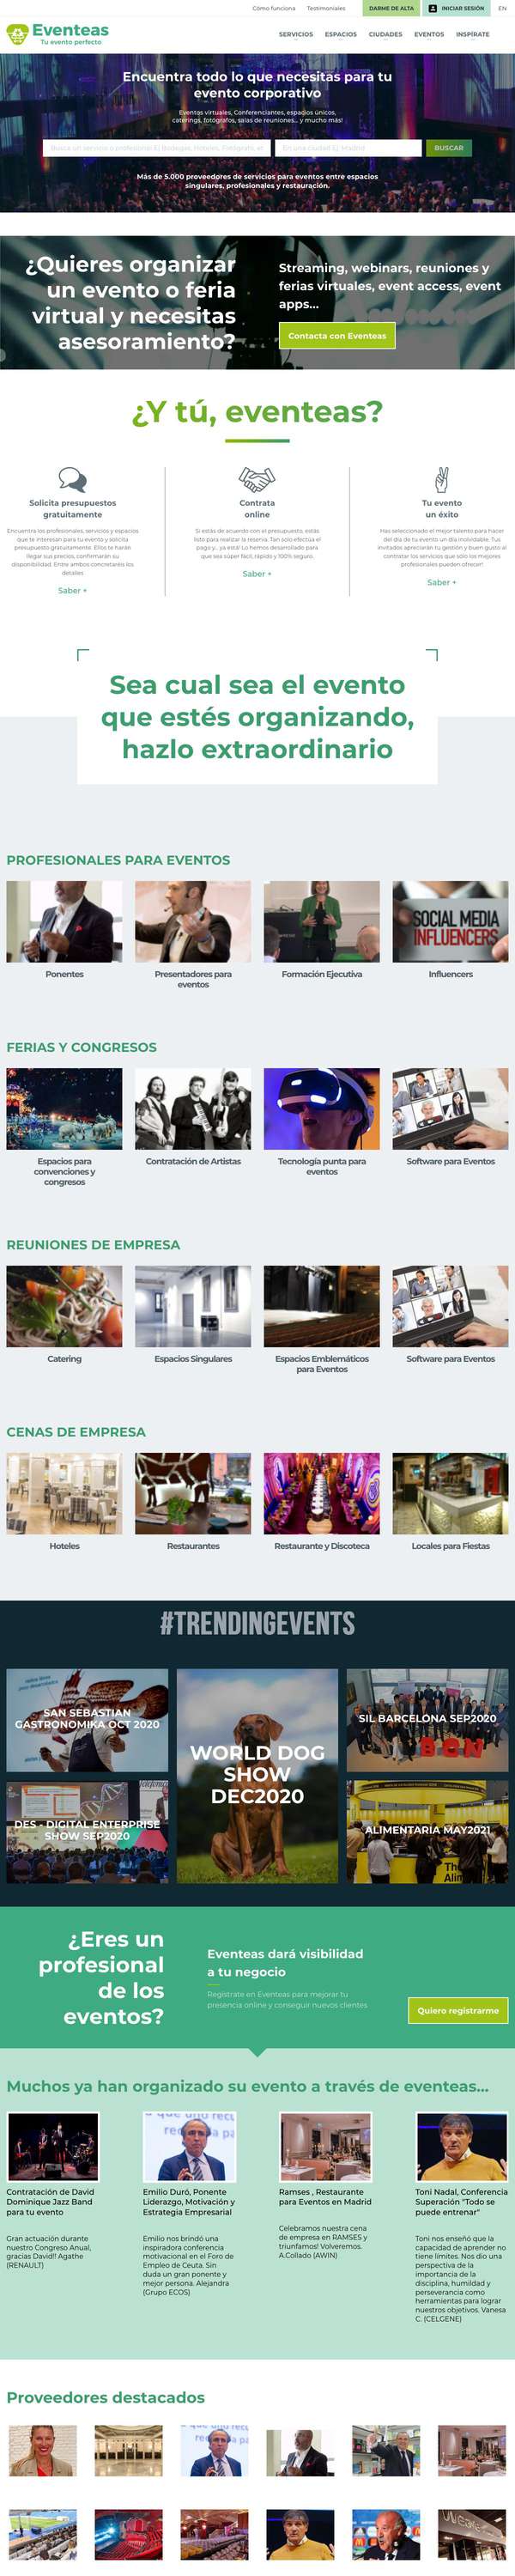 Cómo funciona Testimoniales DARME DE ALTA INICIAR SESIÓN EN
Eventeas
Tu evento perfecto
SERVICIOS ESPACIOS CIUDADES EVENTOS INSPÍRATE
Encuentra todo lo que necesitas para tu
evento corporativo
Eventos virtuales, Conferenciantes, espacios únicos,
caterings, fotógrafos, salas de reuniones... y mucho más!
Busca un servicio o profesional Ej Bodegas, Hoteles, Fotógrafo, el
En una ciudad Ej. Madrid
BUSCAR
Más de 5.000 proveedores de servicios para eventos entre espacios
singulares, profesionales y restauración.
¿Quieres organizar
un evento o feria
virtual y necesitas
asesoramiento?
Streaming, webinars, reuniones y
ferias virtuales, event access, event
apps...
Contacta con Eventeas
¿Y tú, eventeas?
Solicita presupuestos
gratuitamente
Encuentra los profesionales, servicios y espacios
que te interesan para tu evento y solicita
presupuesto gratuitamente. Ellos te harán
llegar sus precios, confirmarán su
disponibilidad. Entre ambos concretaréis los
detalles
Saber +
Contrata
online
Si estás de acuerdo con el presupuesto, estás
listo para realizar la reserva. Tan solo efectúa el
pago y... ya está! Lo hemos desarrollado para
que sea súper fácil, rápido y 100% seguro.
Saber +
Tu evento
un éxito
Has seleccionado el mejor talento para hacer
del día de tu evento un día inolvidable. Tus
invitados apreciarán tu gestión y buen gusto al
contratar los servicios que sólo los mejores
profesionales pueden ofrecer!
Saber +
Sea cual sea el evento
que estés organizando,
hazlo extraordinario
PROFESIONALES PARA EVENTOS
SOCIAL MEDIA
INFLUENCERS
Ponentes
Presentadores para
eventos
Formación Ejecutiva
Influencers
FERIAS Y CONGRESOS
Espacios para
convenciones y
congresos
Contratación de Artistas
Tecnología punta para
eventos
Software para Eventos
REUNIONES DE EMPRESA
Catering
Espacios Singulares
Espacios Emblemáticos
para Eventos
Software para Eventos
CENAS DE EMPRESA
Hoteles
Restaurantes
Restaurante y Discoteca
Locales para Fiestas
#TRENDINGEVENTS
SAN SEBASTIAN
GASTRONOMIKA OCT 2020
WORLD DOG
SHOW
DEC2020
SIL BARCELONA SEP2020
BCN
DES - DIGITAL ENTERPRISE
SHOW SEP2020
ALIMENTARIA MAY2021
¿Eres un
profesional
de los
eventos?
Eventeas dará visibilidad
a tu negocio
Regístrate en Eventeas para mejorar tu
presencia online y conseguir nuevos clientes
Quiero registrarme
Muchos ya han organizado su evento a través de eventeas...
Contratación de David
Dominique Jazz Band
para tu evento
Gran actuación durante
nuestro Congreso Anual,
gracias David!! Agathe
(RENAULT)
Emilio Duró, Ponente
Liderazgo, Motivación y
Estrategia Empresarial
Emilio nos brindó una
inspiradora conferencia
motivacional en el Foro de
Empleo de Ceuta. Sin
duda un gran ponente y
mejor persona. Alejandra
(Grupo ECOS)
Ramses , Restaurante
para Eventos en Madrid
Celebramos nuestra cena
de empresa en RAMSES y
triunfamos! Volveremos.
A.Collado (AWIN)
Toni Nadal, Conferencia
Superación "Todo se
puede entrenar"
Toni nos enseñó que la
capacidad de aprender no
tiene límites. Nos dio una
perspectiva de la
importancia de la
disciplina, humildad y
perseverancia como
herramientas para lograr
nuestros objetivos. Vanesa
C. (CELGENE)
Proveedores destacados